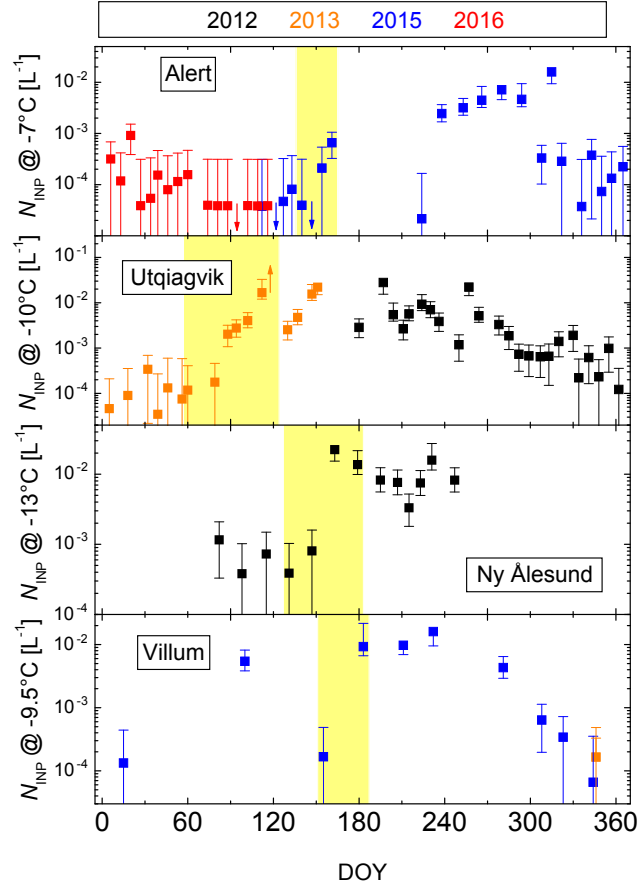 2012 2013 2015 2016
Alert
N_INP @ -7°C [L⁻¹]
10⁻²
10⁻³
10⁻⁴
Utqiagvik
N_INP @ -10°C [L⁻¹]
10⁻¹
10⁻²
10⁻³
10⁻⁴
Ny Ålesund
N_INP @ -13°C [L⁻¹]
10⁻²
10⁻³
10⁻⁴
Villum
N_INP @ -9.5°C [L⁻¹]
10⁻²
10⁻³
10⁻⁴
0 60 120 180 240 300 360
DOY